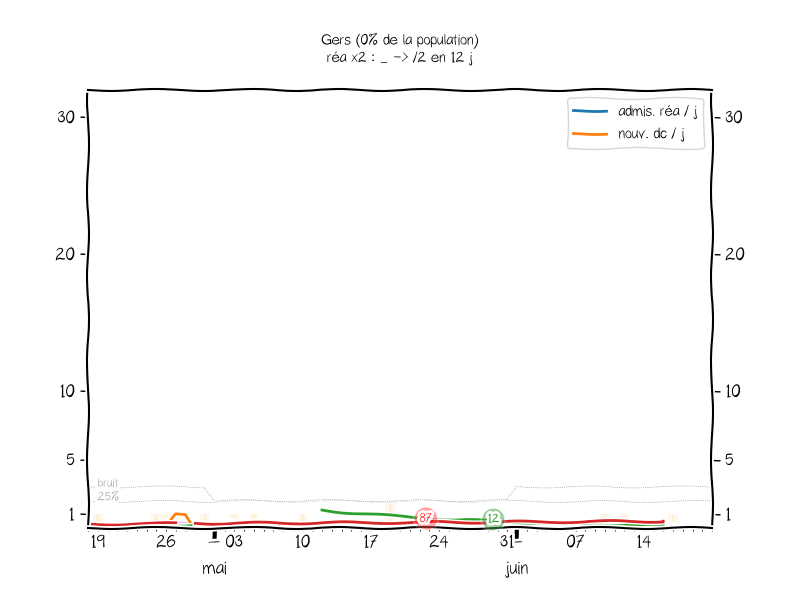 Gers (0% de la population)
réa x2 : _ -> /2 en 12 j
admis. réa / j
nouv. dc / j
30
30
20
20
10
10
5
5
bruit
25%
1
1
87
12
19 26 03 10 17 24 31 07 14
mai juin